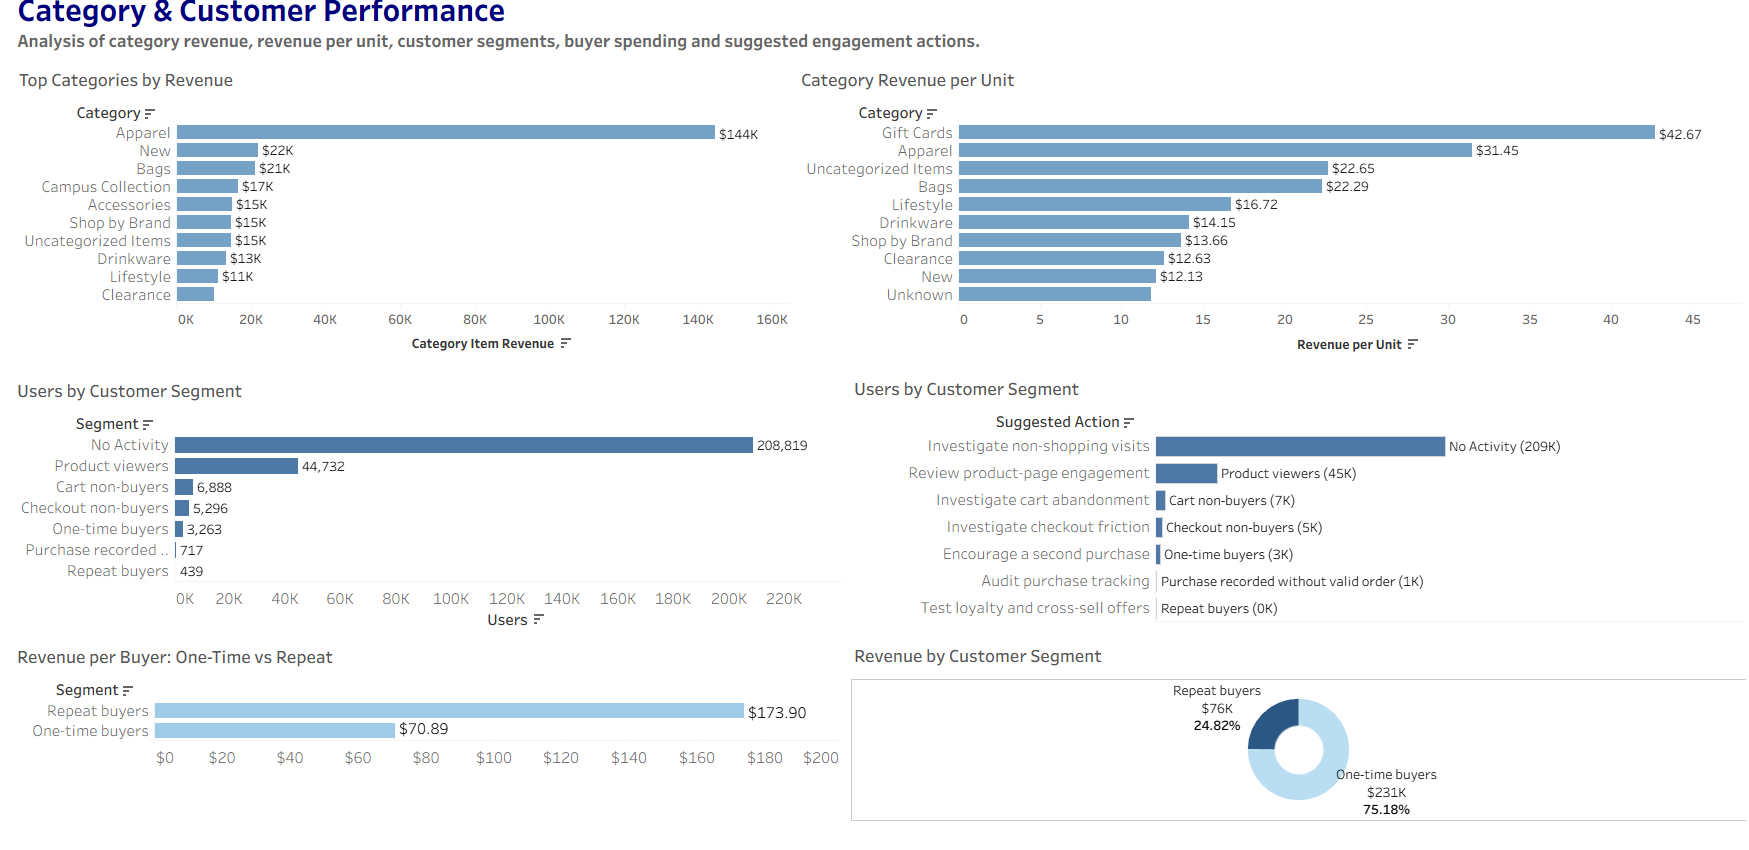 Category & Customer Performance
Analysis of category revenue, revenue per unit, customer segments, buyer spending and suggested engagement actions.
Top Categories by Revenue
Category
Apparel $144K
New $22K
Bags $21K
Campus Collection $17K
Accessories $15K
Shop by Brand $15K
Uncategorized Items $15K
Drinkware $13K
Lifestyle $11K
Clearance
0K 20K 40K 60K 80K 100K 120K 140K 160K
Category Item Revenue
Category Revenue per Unit
Category
Gift Cards $42.67
Apparel $31.45
Uncategorized Items $22.65
Bags $22.29
Lifestyle $16.72
Drinkware $14.15
Shop by Brand $13.66
Clearance $12.63
New $12.13
Unknown
0 5 10 15 20 25 30 35 40 45
Revenue per Unit
Users by Customer Segment
Segment
No Activity 208,819
Product viewers 44,732
Cart non-buyers 6,888
Checkout non-buyers 5,296
One-time buyers 3,263
Purchase recorded .. 717
Repeat buyers 439
0K 20K 40K 60K 80K 100K 120K 140K 160K 180K 200K 220K
Users
Users by Customer Segment
Suggested Action
Investigate non-shopping visits No Activity (209K)
Review product-page engagement Product viewers (45K)
Investigate cart abandonment Cart non-buyers (7K)
Investigate checkout friction Checkout non-buyers (5K)
Encourage a second purchase One-time buyers (3K)
Audit purchase tracking Purchase recorded without valid order (1K)
Test loyalty and cross-sell offers Repeat buyers (0K)
Revenue per Buyer: One-Time vs Repeat
Segment
Repeat buyers $173.90
One-time buyers $70.89
$0 $20 $40 $60 $80 $100 $120 $140 $160 $180 $200
Revenue by Customer Segment
Repeat buyers
$76K
24.82%
One-time buyers
$231K
75.18%